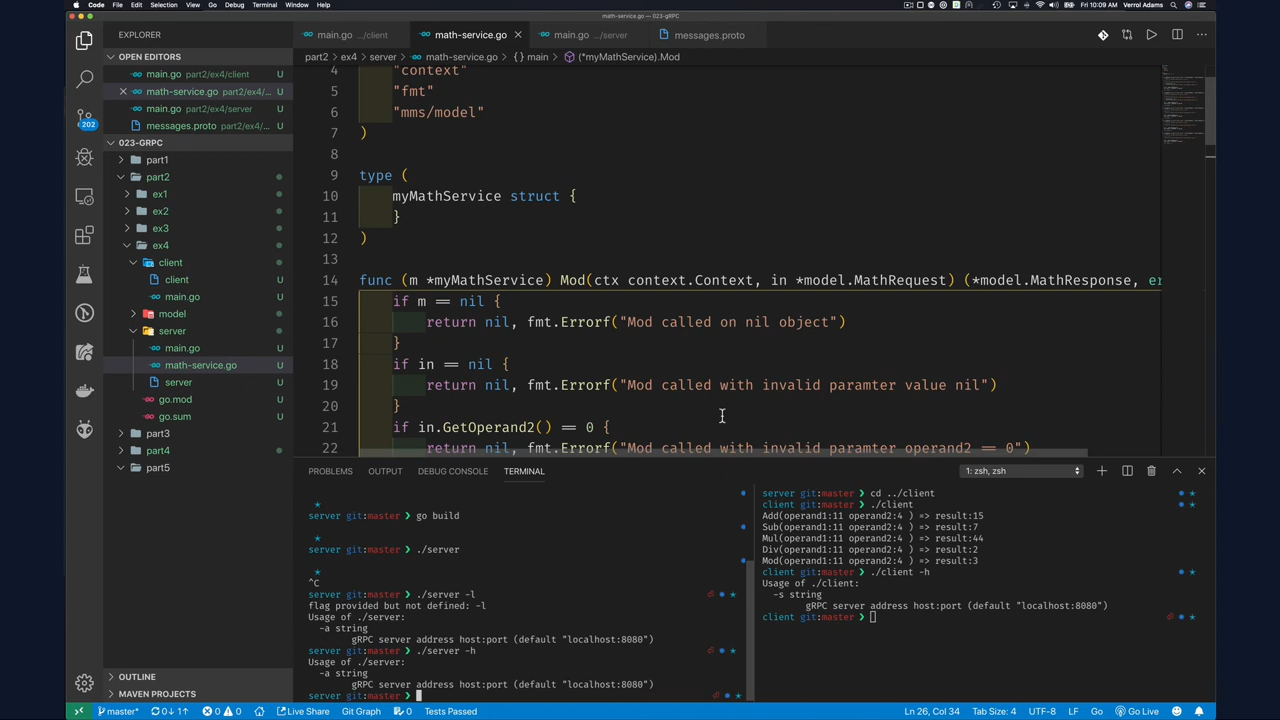 Code File Edit Selection View Go Debug Terminal Window Help
Fri 10:09 AM Verrol Adams
math-service.go — 023-gRPC
EXPLORER
OPEN EDITORS
main.go part2/ex4/client U
math-service.go part2/ex4/... U
main.go part2/ex4/server U
messages.proto part2/ex4/... U
023-GRPC
part1
part2
ex1
ex2
ex3
ex4
client
client U
main.go U
model
server
main.go U
math-service.go U
server U
go.mod U
go.sum U
part3
part4
part5
OUTLINE
MAVEN PROJECTS
202
main.go .../client
math-service.go
main.go .../server
messages.proto
part2 › ex4 › server › math-service.go › {} main › (*myMathService).Mod
4 "context"
5 "fmt"
6 "mms/model"
7 )
8
9 type (
10 myMathService struct {
11 }
12 )
13
14 func (m *myMathService) Mod(ctx context.Context, in *model.MathRequest) (*model.MathResponse, er
15 if m == nil {
16 return nil, fmt.Errorf("Mod called on nil object")
17 }
18 if in == nil {
19 return nil, fmt.Errorf("Mod called with invalid paramter value nil")
20 }
21 if in.GetOperand2() == 0 {
22 return nil, fmt.Errorf("Mod called with invalid paramter operand2 == 0")
PROBLEMS OUTPUT DEBUG CONSOLE TERMINAL
1: zsh, zsh
server git:master ❯ go build
server git:master ❯ ./server
^C
server git:master ❯ ./server -l
flag provided but not defined: -l
Usage of ./server:
-a string
gRPC server address host:port (default "localhost:8080")
server git:master ❯ ./server -h
Usage of ./server:
-a string
gRPC server address host:port (default "localhost:8080")
server git:master ❯
server git:master ❯ cd ../client
client git:master ❯ ./client
Add(operand1:11 operand2:4 ) => result:15
Sub(operand1:11 operand2:4 ) => result:7
Mul(operand1:11 operand2:4 ) => result:44
Div(operand1:11 operand2:4 ) => result:2
Mod(operand1:11 operand2:4 ) => result:3
client git:master ❯ ./client -h
Usage of ./client:
-s string
gRPC server address host:port (default "localhost:8080")
client git:master ❯
master* 0↓ 1↑ 0 0 Live Share Git Graph 0 Tests Passed
Ln 26, Col 34 Tab Size: 4 UTF-8 LF Go Go Live